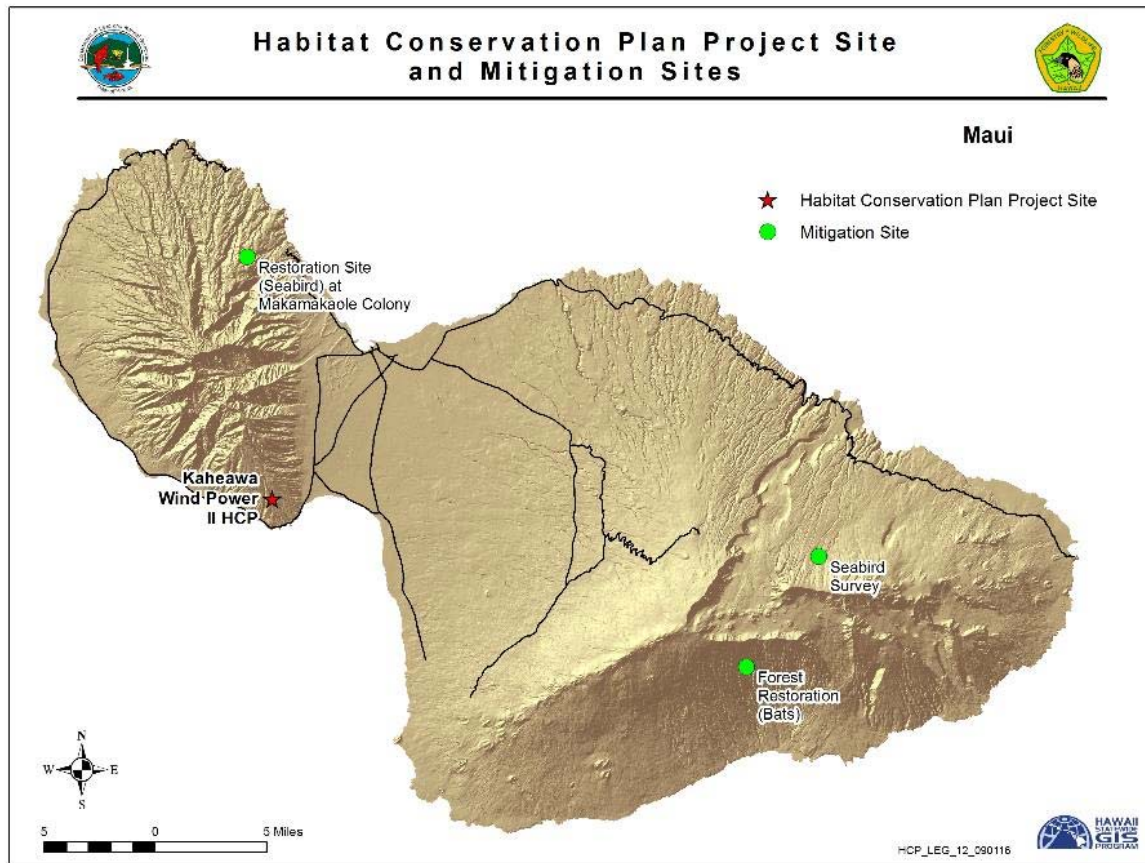 Habitat Conservation Plan Project Site
and Mitigation Sites
Maui
Habitat Conservation Plan Project Site
Mitigation Site
Restoration Site
(Seabird) at
Makamakaole Colony
Kaheawa
Wind Power
II HCP
Seabird
Survey
Forest
Restoration
(Bats)
N
W E
S
5 0 5 Miles
HCP_LEG_12_090116
HAWAII
STATEWIDE
GIS
PROGRAM